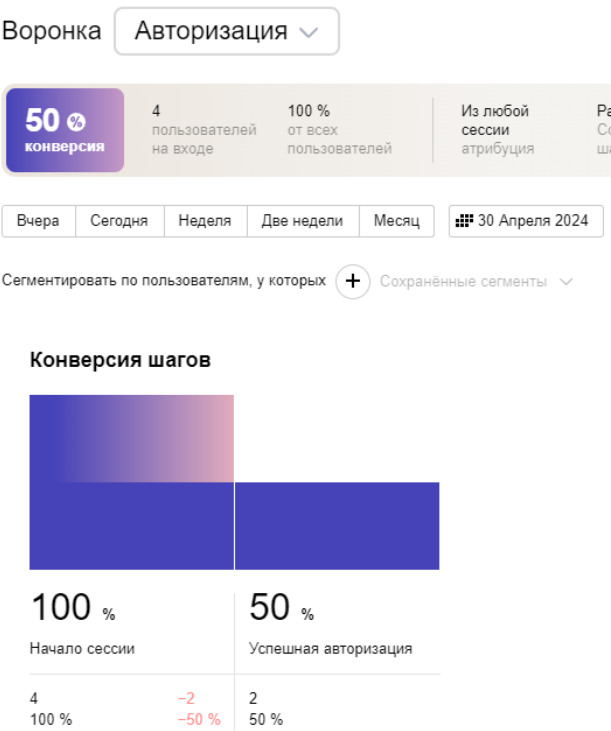 Воронка Авторизация
50 %
конверсия
4
пользователей
на входе
100 %
от всех
пользователей
Из любой
сессии
атрибуция
Вчера Сегодня Неделя Две недели Месяц 30 Апреля 2024
Сегментировать по пользователям, у которых + Сохранённые сегменты
Конверсия шагов
100 % 50 %
Начало сессии Успешная авторизация
4 −2 2
100 % −50 % 50 %